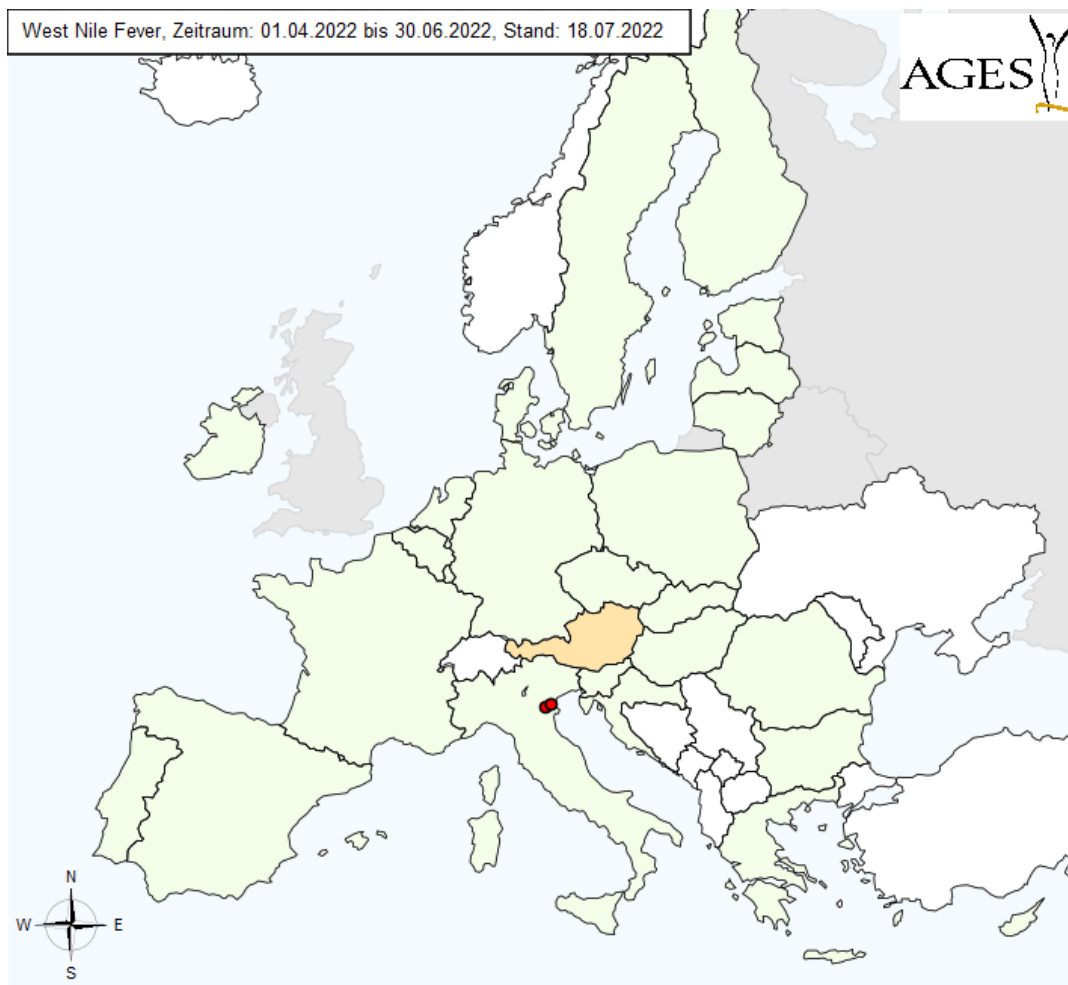 West Nile Fever, Zeitraum: 01.04.2022 bis 30.06.2022, Stand: 18.07.2022
AGES
N
W E
S